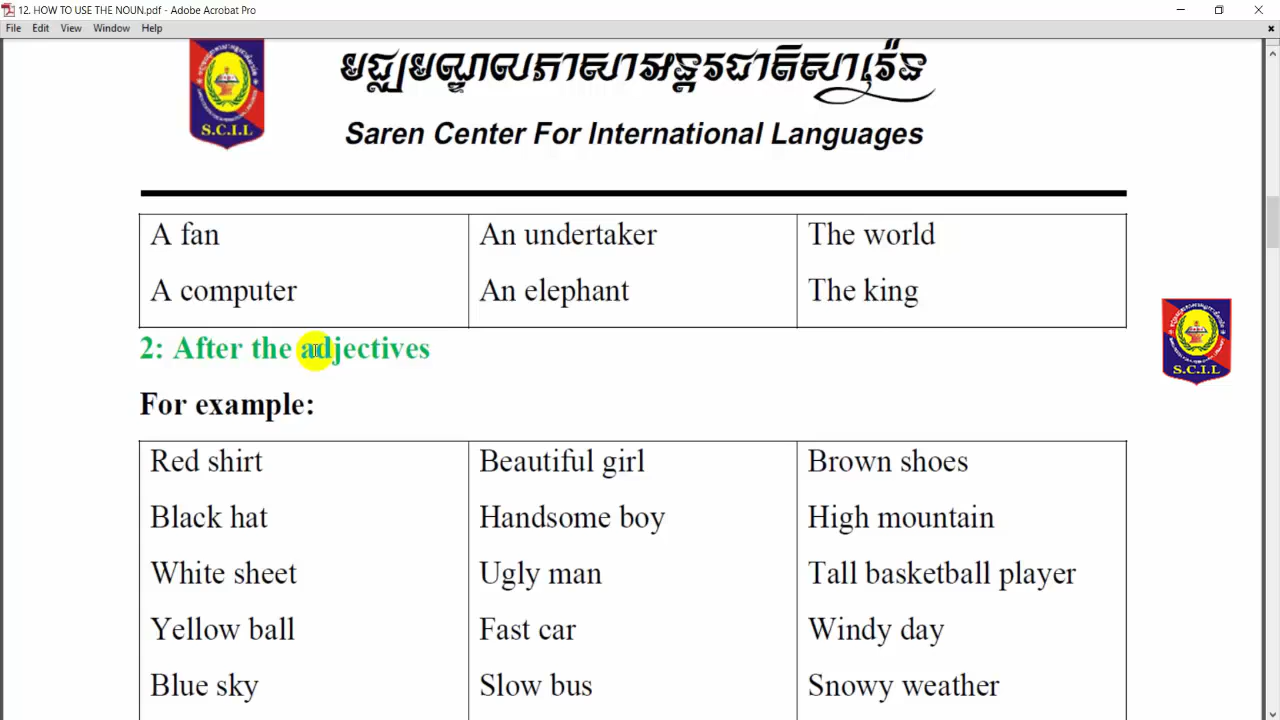 12. HOW TO USE THE NOUN.pdf - Adobe Acrobat Pro
File Edit View Window Help
មជ្ឈមណ្ឌលភាសាអន្តរជាតិសារ៉េន
Saren Center For International Languages
S.C.I.L
A fan An undertaker The world
A computer An elephant The king
2: After the adjectives
For example:
S.C.I.L
Red shirt Beautiful girl Brown shoes
Black hat Handsome boy High mountain
White sheet Ugly man Tall basketball player
Yellow ball Fast car Windy day
Blue sky Slow bus Snowy weather